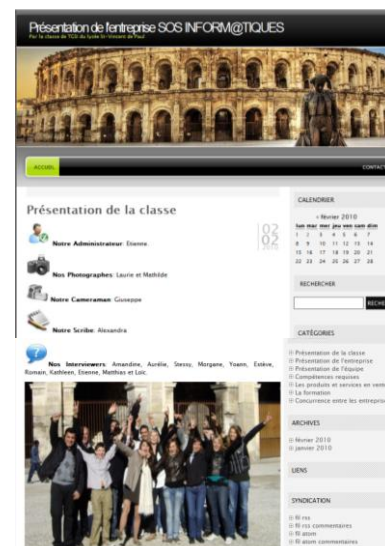 Présentation de l'entreprise SOS INFORM@TIQUES
Par la classe de TCD du lycée St-Vincent de Paul
ACCUEIL
CONTACT
Présentation de la classe
02
02
Notre Administrateur: Etienne.
Nos Photographes: Laurie et Mathilde
Notre Cameraman: Giuseppe
Notre Scribe: Alexandra
Nos Interviewers: Amandine, Aurélie, Stessy, Morgane, Yoann, Estève,
Romain, Kathleen, Etienne, Matthias et Loic.
CALENDRIER
« février 2010
lun mar mer jeu ven sam dim
1 2 3 4 5 6 7
8 9 10 11 12 13 14
15 16 17 18 19 20 21
22 23 24 25 26 27 28
RECHERCHER
RECHE
CATÉGORIES
Présentation de la classe
Présentation de l'entreprise
Présentation de l'équipe
Compétences requises
Les produits et services en vent
La formation
Concurrence entre les entreprise
ARCHIVES
février 2010
janvier 2010
LIENS
SYNDICATION
fil rss
fil rss commentaires
fil atom
fil atom commentaires